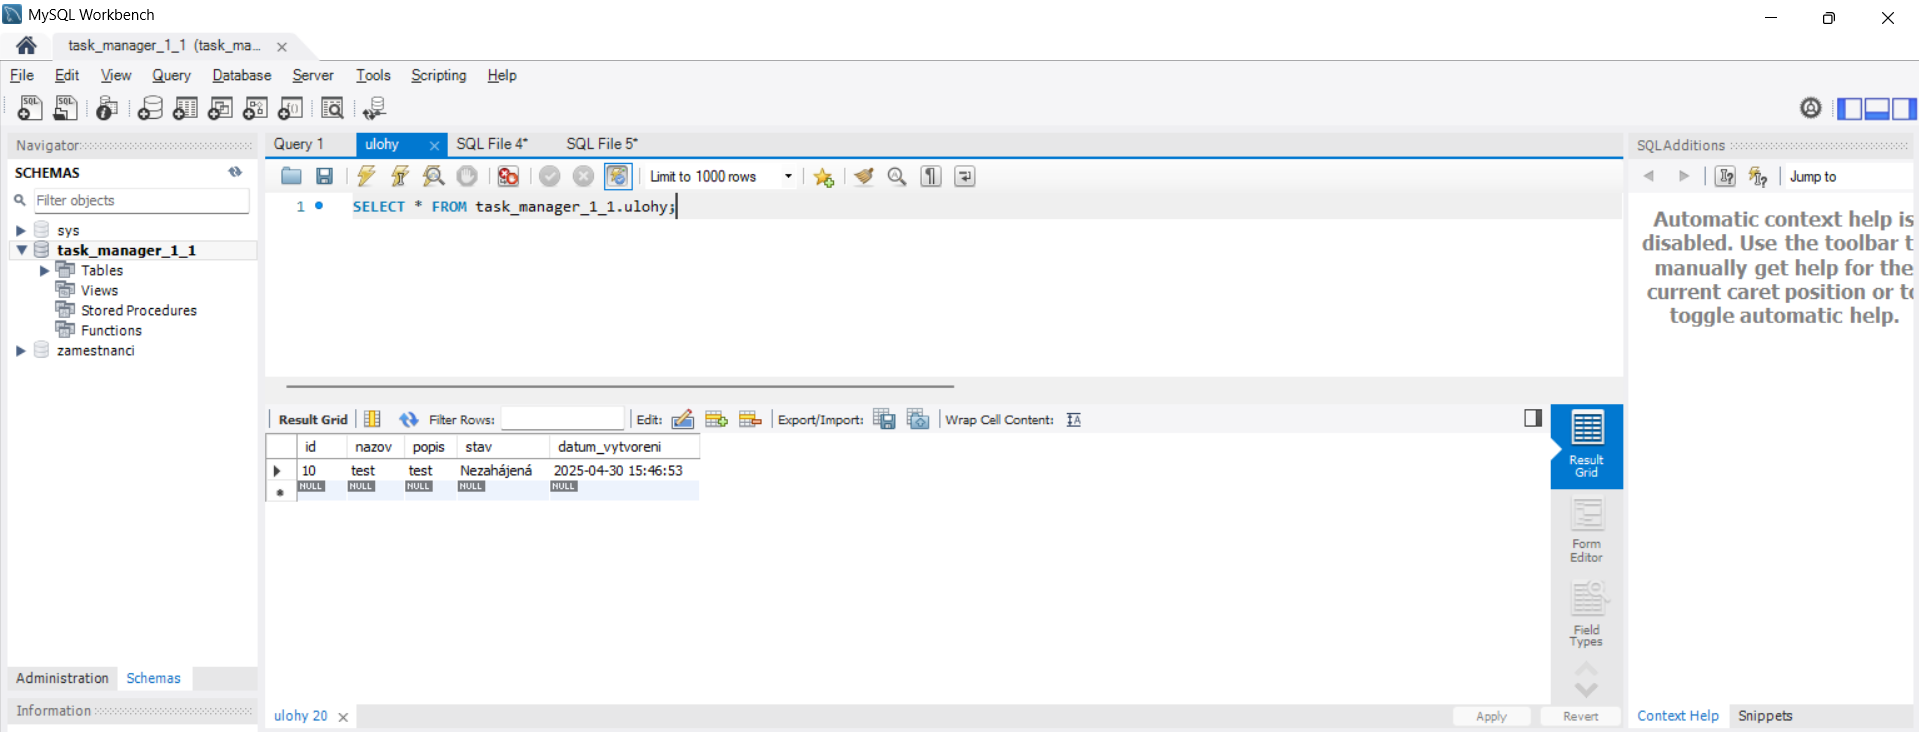 MySQL Workbench
task_manager_1_1 (task_ma...
File Edit View Query Database Server Tools Scripting Help
Navigator
SCHEMAS
Filter objects
sys
task_manager_1_1
Tables
Views
Stored Procedures
Functions
zamestnanci
Administration Schemas
Information
Query 1 ulohy SQL File 4* SQL File 5*
Limit to 1000 rows
1 SELECT * FROM task_manager_1_1.ulohy;
Result Grid Filter Rows: Edit: Export/Import: Wrap Cell Content:
id nazov popis stav datum_vytvoreni
10 test test Nezahájená 2025-04-30 15:46:53
NULL NULL NULL NULL NULL
Result
Grid
Form
Editor
Field
Types
ulohy 20
Apply Revert
SQLAdditions
Jump to
Automatic context help is
disabled. Use the toolbar t
manually get help for the
current caret position or to
toggle automatic help.
Context Help Snippets